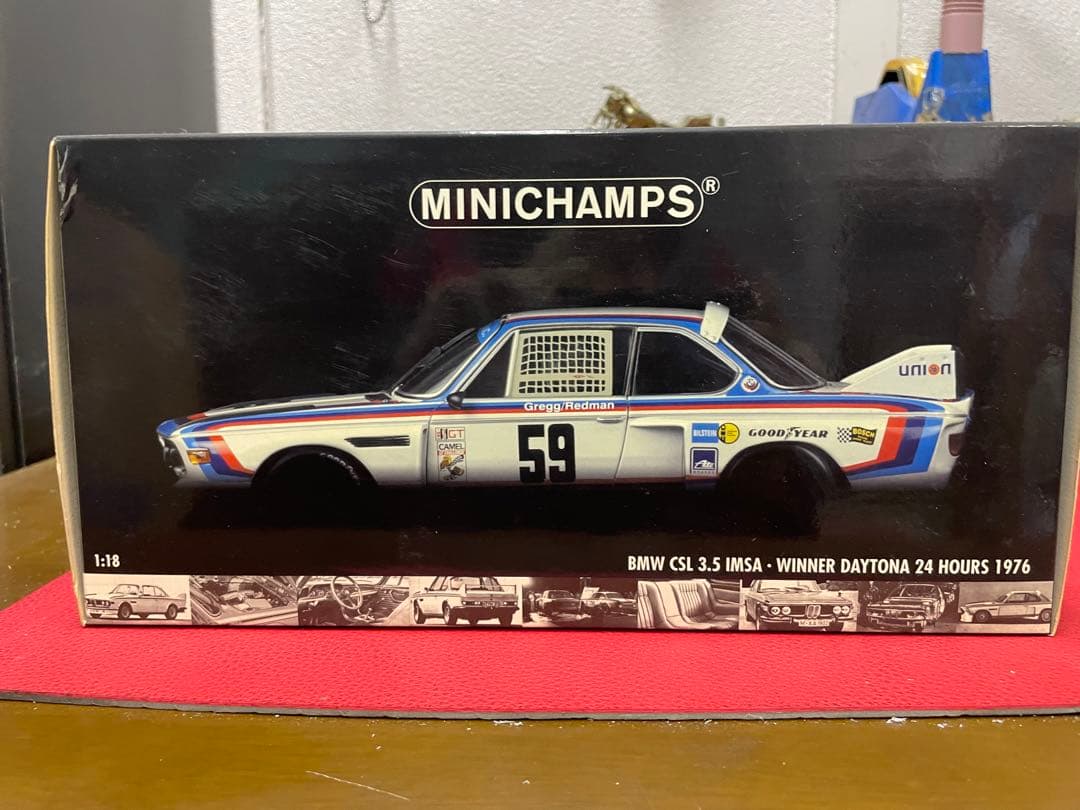 MINICHAMPS®
union
Gregg/Redman
GT
CAMEL
59
BILSTEIN
GOODYEAR
BOSCH
1:18
BMW CSL 3.5 IMSA · WINNER DAYTONA 24 HOURS 1976